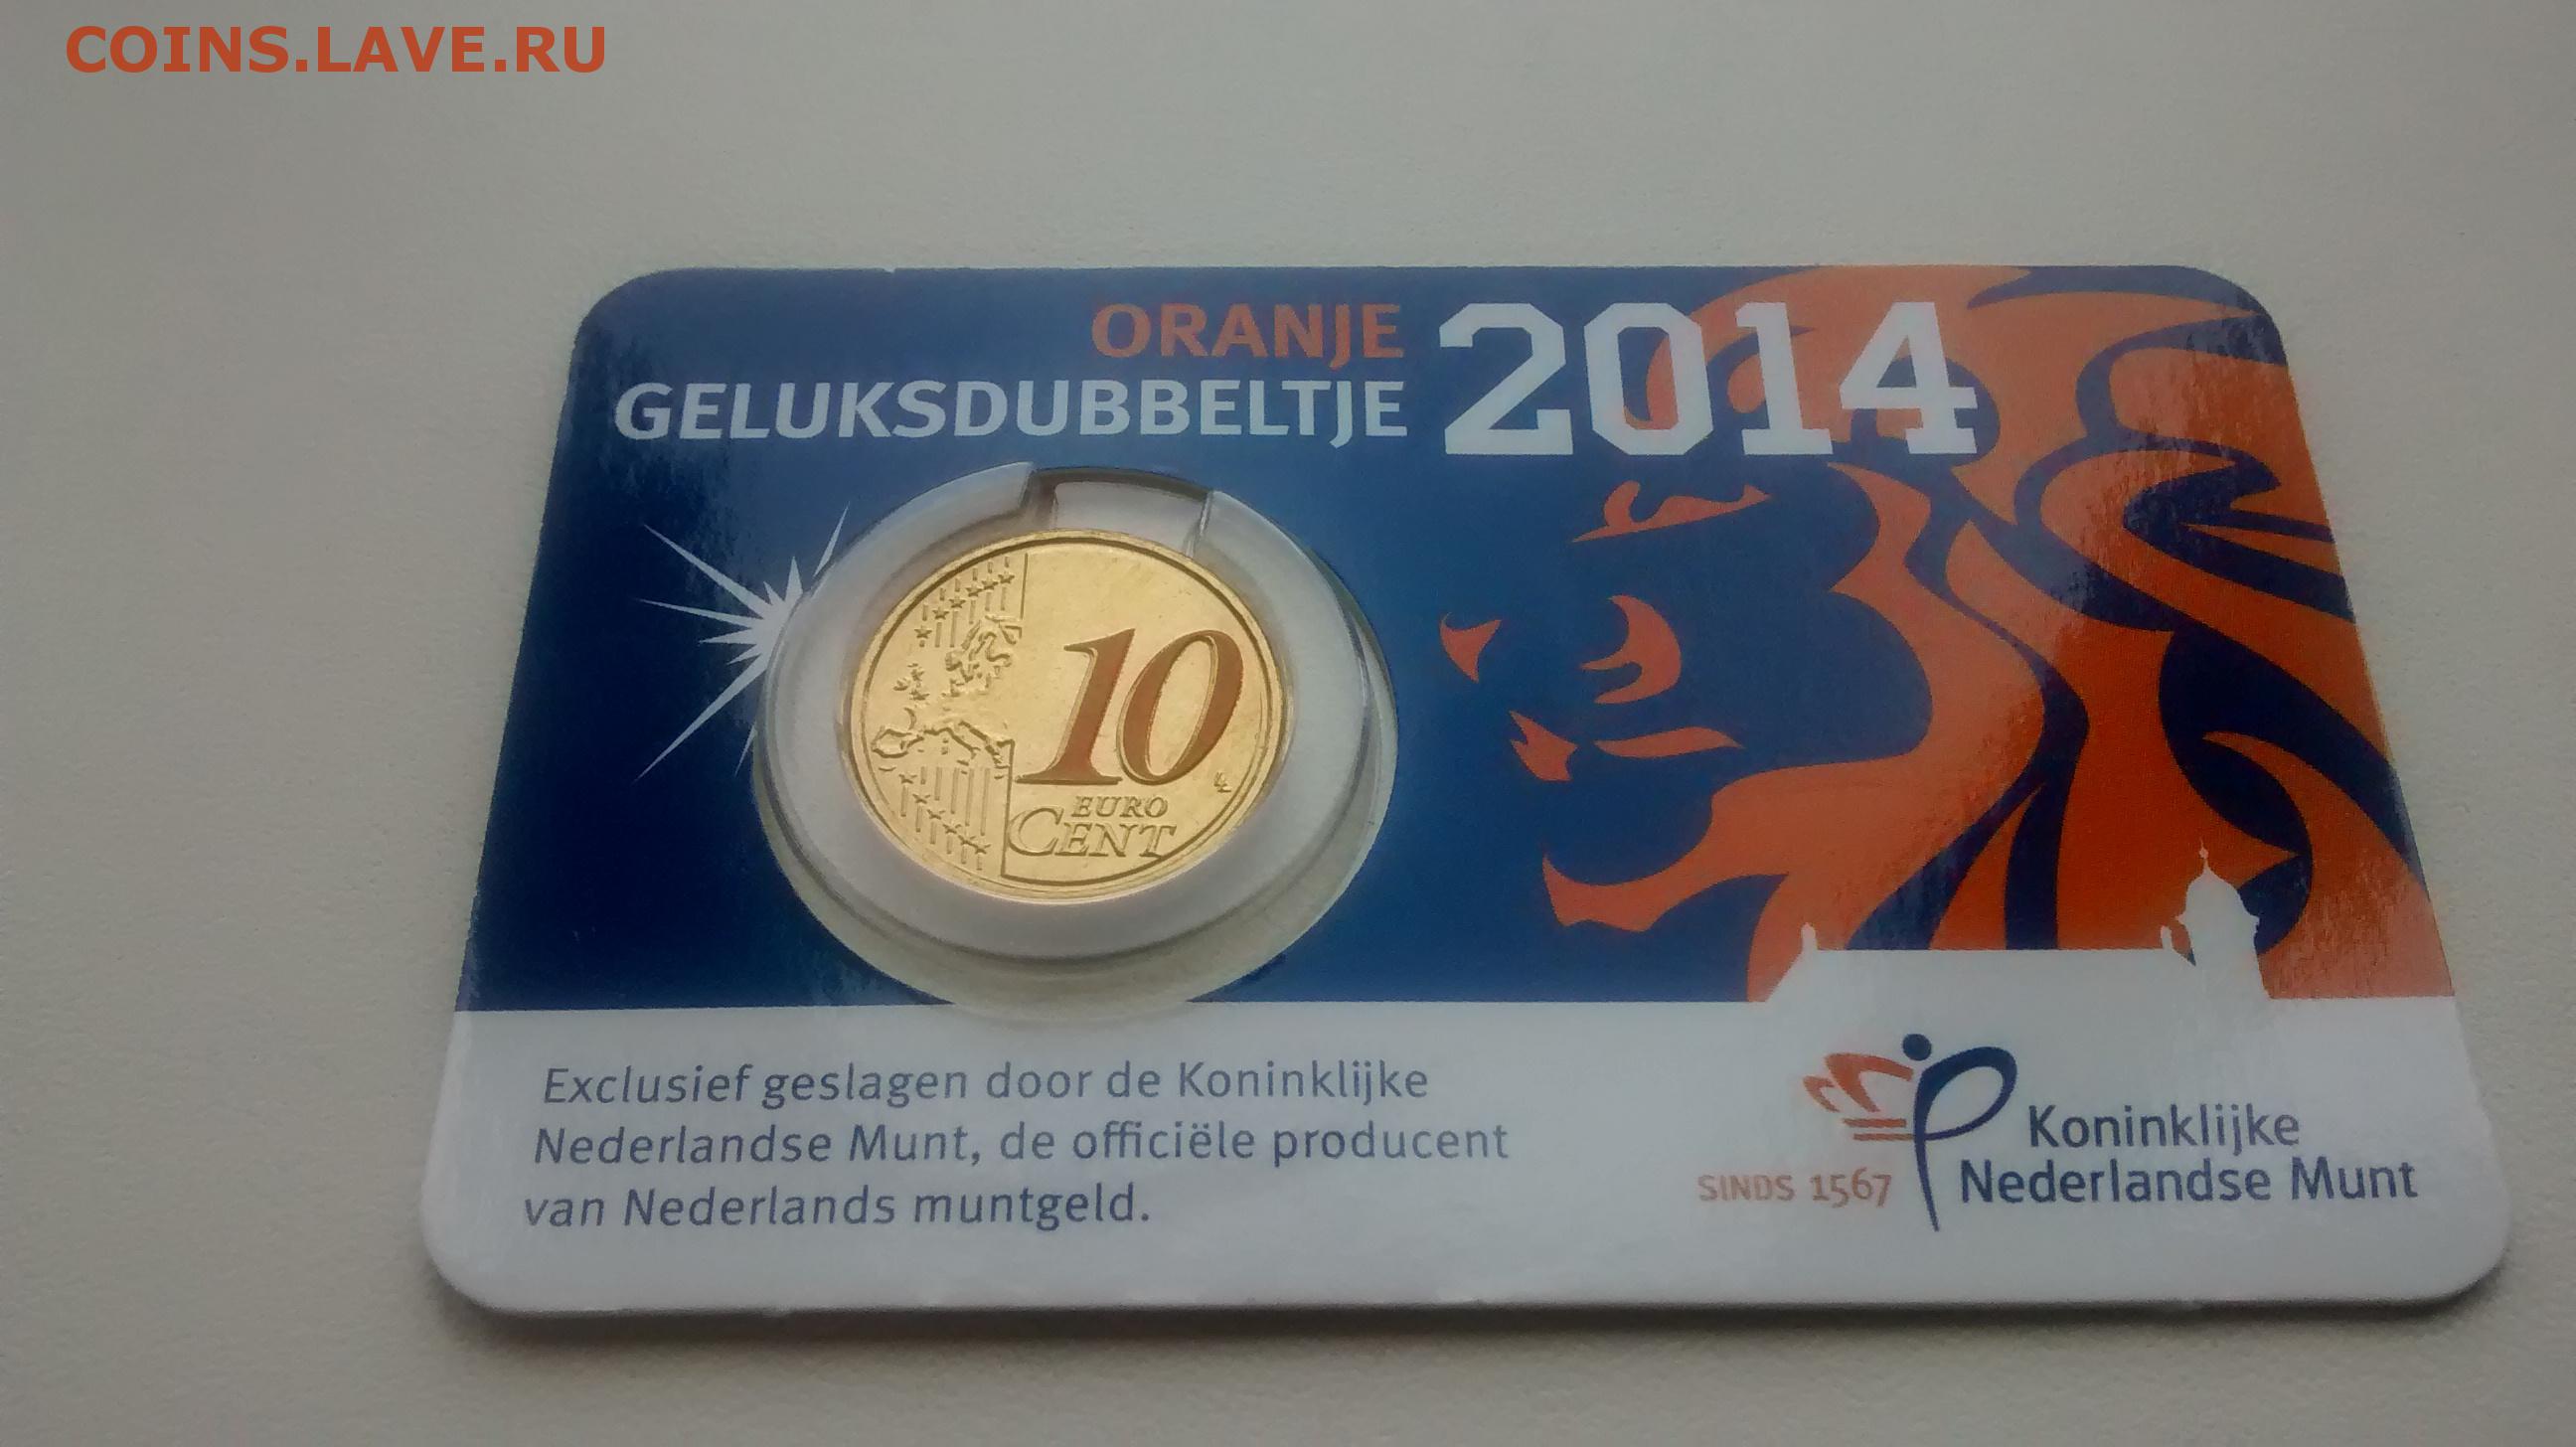 COINS.LAVE.RU
ORANJE
GELUKSDUBBELTJE 2014
10
EURO
CENT
LL
Exclusief geslagen door de Koninklijke
Nederlandse Munt, de officiële producent
van Nederlands muntgeld.
SINDS 1567
Koninklijke
Nederlandse Munt